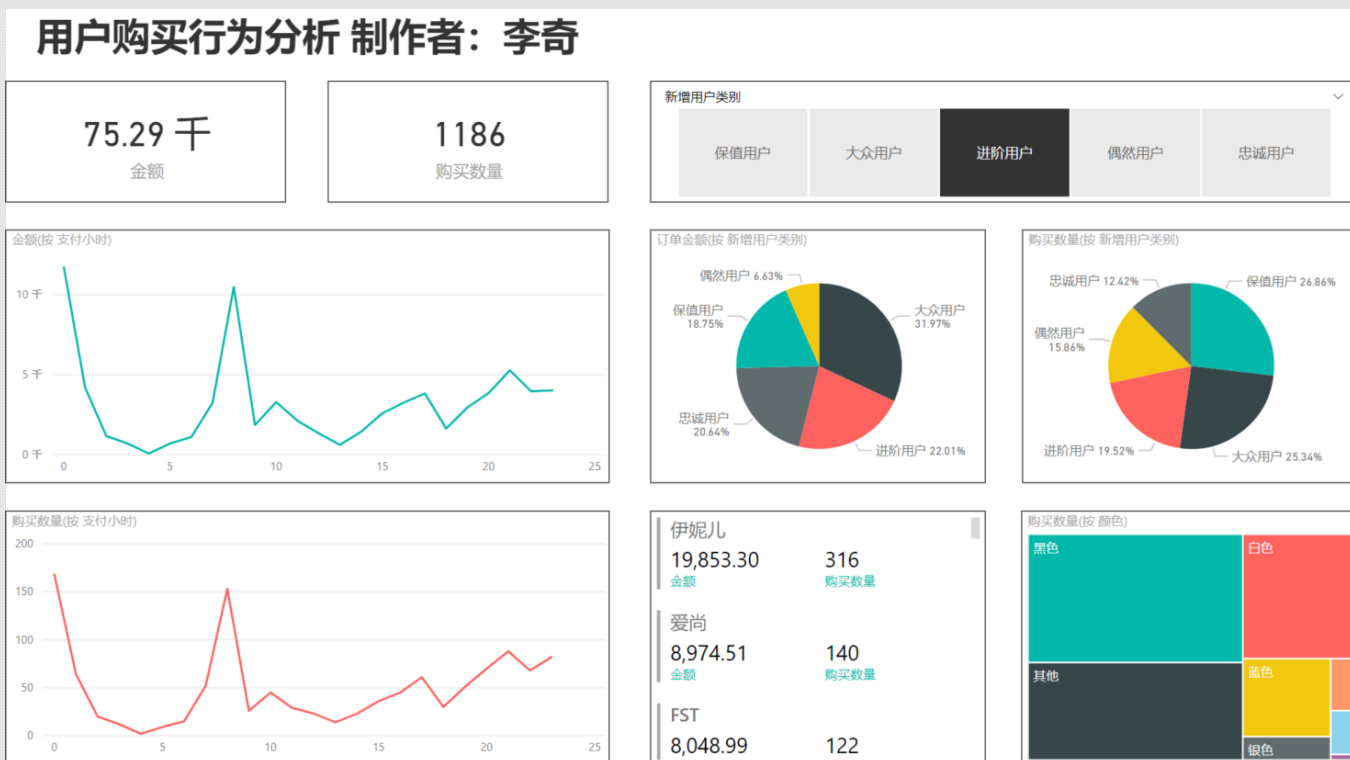 用户购买行为分析 制作者：李奇
75.29 千
金额
1186
购买数量
新增用户类别
保值用户
大众用户
进阶用户
偶然用户
忠诚用户
金额(按 支付小时)
10 千
5 千
0 千
0 5 10 15 20 25
订单金额(按 新增用户类别)
偶然用户 6.63%
保值用户
18.75%
大众用户
31.97%
忠诚用户
20.64%
进阶用户 22.01%
购买数量(按 新增用户类别)
忠诚用户 12.42%
保值用户 26.86%
偶然用户
15.86%
进阶用户 19.52%
大众用户 25.34%
购买数量(按 支付小时)
200
150
100
50
0
0 5 10 15 20 25
伊妮儿
19,853.30 316
金额 购买数量
爱尚
8,974.51 140
金额 购买数量
FST
8,048.99 122
购买数量(按 颜色)
黑色
白色
其他
蓝色
银色